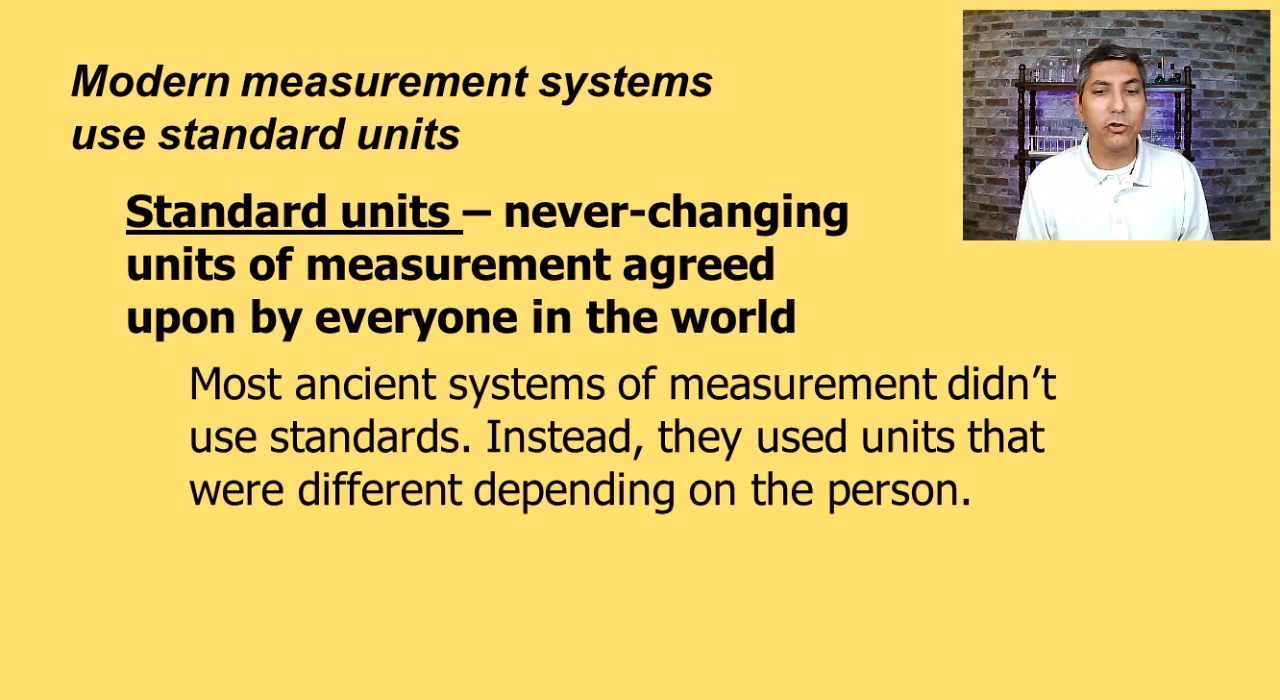 Modern measurement systems
use standard units
Standard units – never-changing
units of measurement agreed
upon by everyone in the world
Most ancient systems of measurement didn’t
use standards. Instead, they used units that
were different depending on the person.